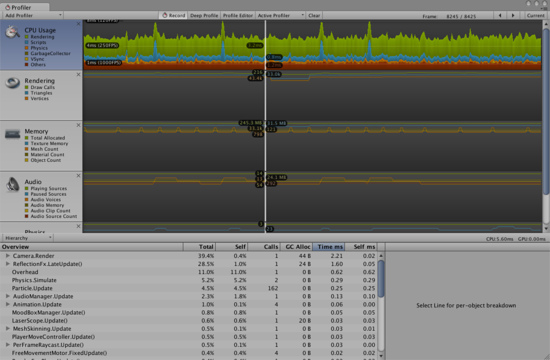 Profiler
Add Profiler
Record
Deep Profile
Profile Editor
Active Profiler
Clear
Frame:
8245 / 8425
Current
CPU Usage
Rendering
Scripts
Physics
GarbageCollector
VSync
Others
4ms (250FPS)
1ms (1000FPS)
Rendering
Draw Calls
Triangles
Vertices
Memory
Total Allocated
Texture Memory
Mesh Count
Material Count
Object Count
Audio
Playing Sources
Paused Sources
Audio Voices
Audio Memory
Audio Clip Count
Audio Source Count
Physics
Hierarchy
CPU:5.60ms GPU:0.00ms
Overview Total Self Calls GC Alloc Time ms Self ms
Camera.Render 39.4% 0.4% 1 44 B 2.21 0.02
ReflectionFx.LateUpdate() 28.5% 1.0% 1 24 B 1.60 0.05
Overhead 11.0% 11.0% 1 0 B 0.62 0.62
Physics.Simulate 5.2% 5.2% 2 0 B 0.29 0.29
Particle.Update 4.5% 4.5% 162 0 B 0.25 0.25
AudioManager.Update 2.3% 1.8% 1 0 B 0.13 0.10
Animation.Update 1.0% 0.1% 4 0 B 0.06 0.00
MoodBoxManager.Update() 0.8% 0.8% 1 0 B 0.05 0.05
LaserScope.Update() 0.6% 0.6% 1 20 B 0.03 0.03
MeshSkinning.Update 0.5% 0.1% 1 0 B 0.03 0.01
PlayerMoveController.Update() 0.5% 0.5% 1 0 B 0.03 0.03
PerFrameRaycast.Update() 0.5% 0.4% 1 0 B 0.03 0.02
FreeMovementMotor.FixedUpdate() 0.4% 0.4% 4 0 B 0.02 0.02
Select Line for per-object breakdown